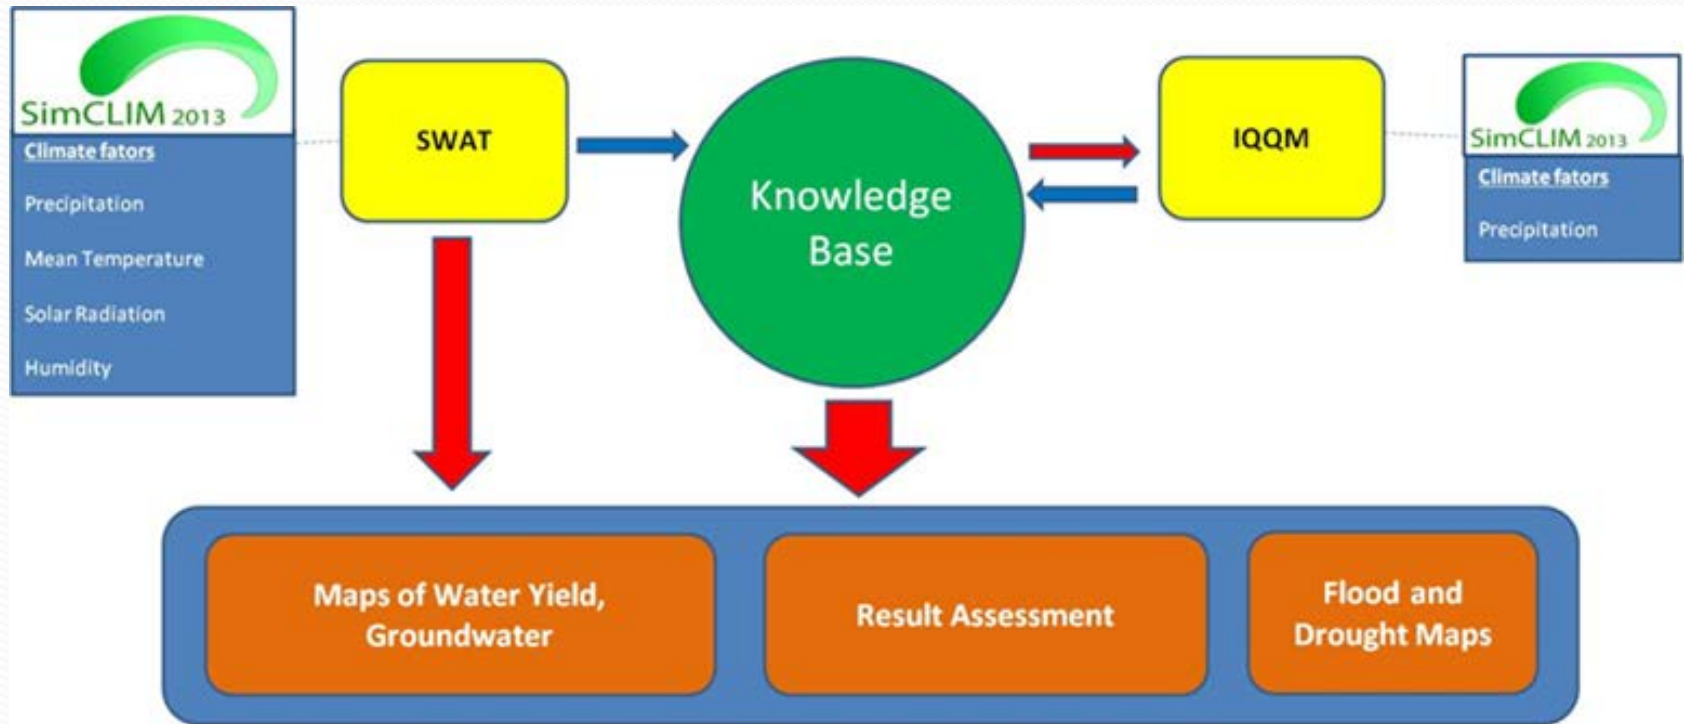 SimCLIM 2013
Climate fators
Precipitation
Mean Temperature
Solar Radiation
Humidity
SWAT
Knowledge
Base
IQQM
SimCLIM 2013
Climate fators
Precipitation
Maps of Water Yield,
Groundwater
Result Assessment
Flood and
Drought Maps